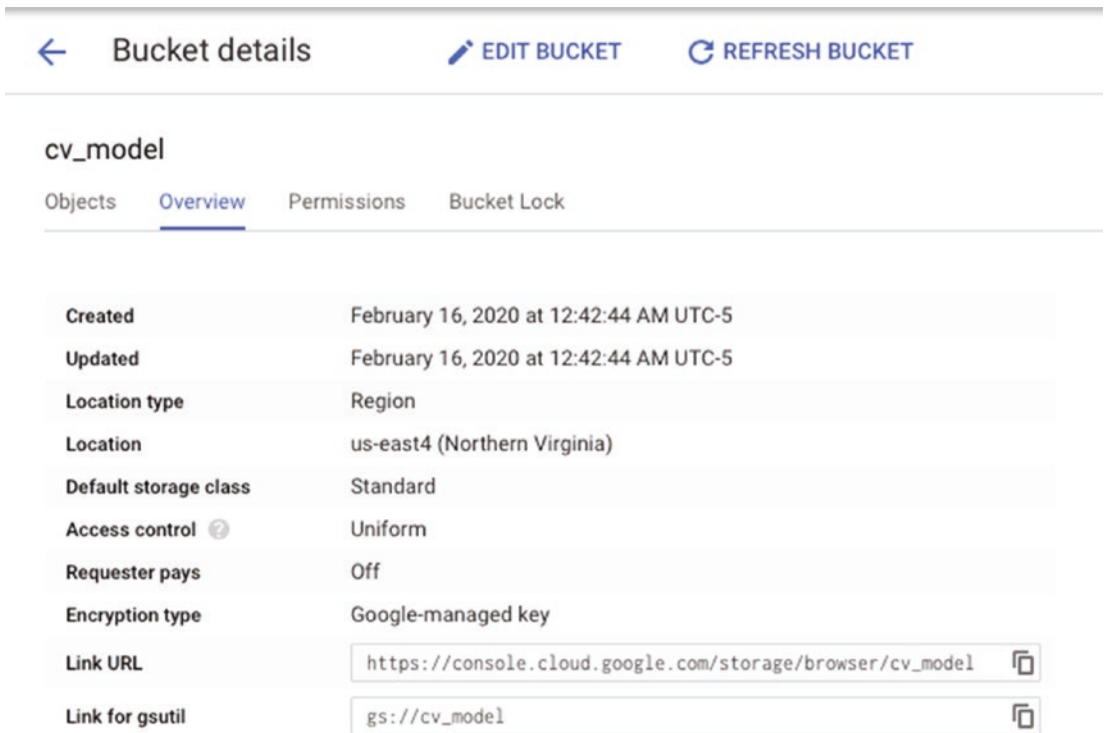 Bucket details EDIT BUCKET REFRESH BUCKET
cv_model
Objects Overview Permissions Bucket Lock
Created February 16, 2020 at 12:42:44 AM UTC-5
Updated February 16, 2020 at 12:42:44 AM UTC-5
Location type Region
Location us-east4 (Northern Virginia)
Default storage class Standard
Access control ? Uniform
Requester pays Off
Encryption type Google-managed key
Link URL https://console.cloud.google.com/storage/browser/cv_model
Link for gsutil gs://cv_model